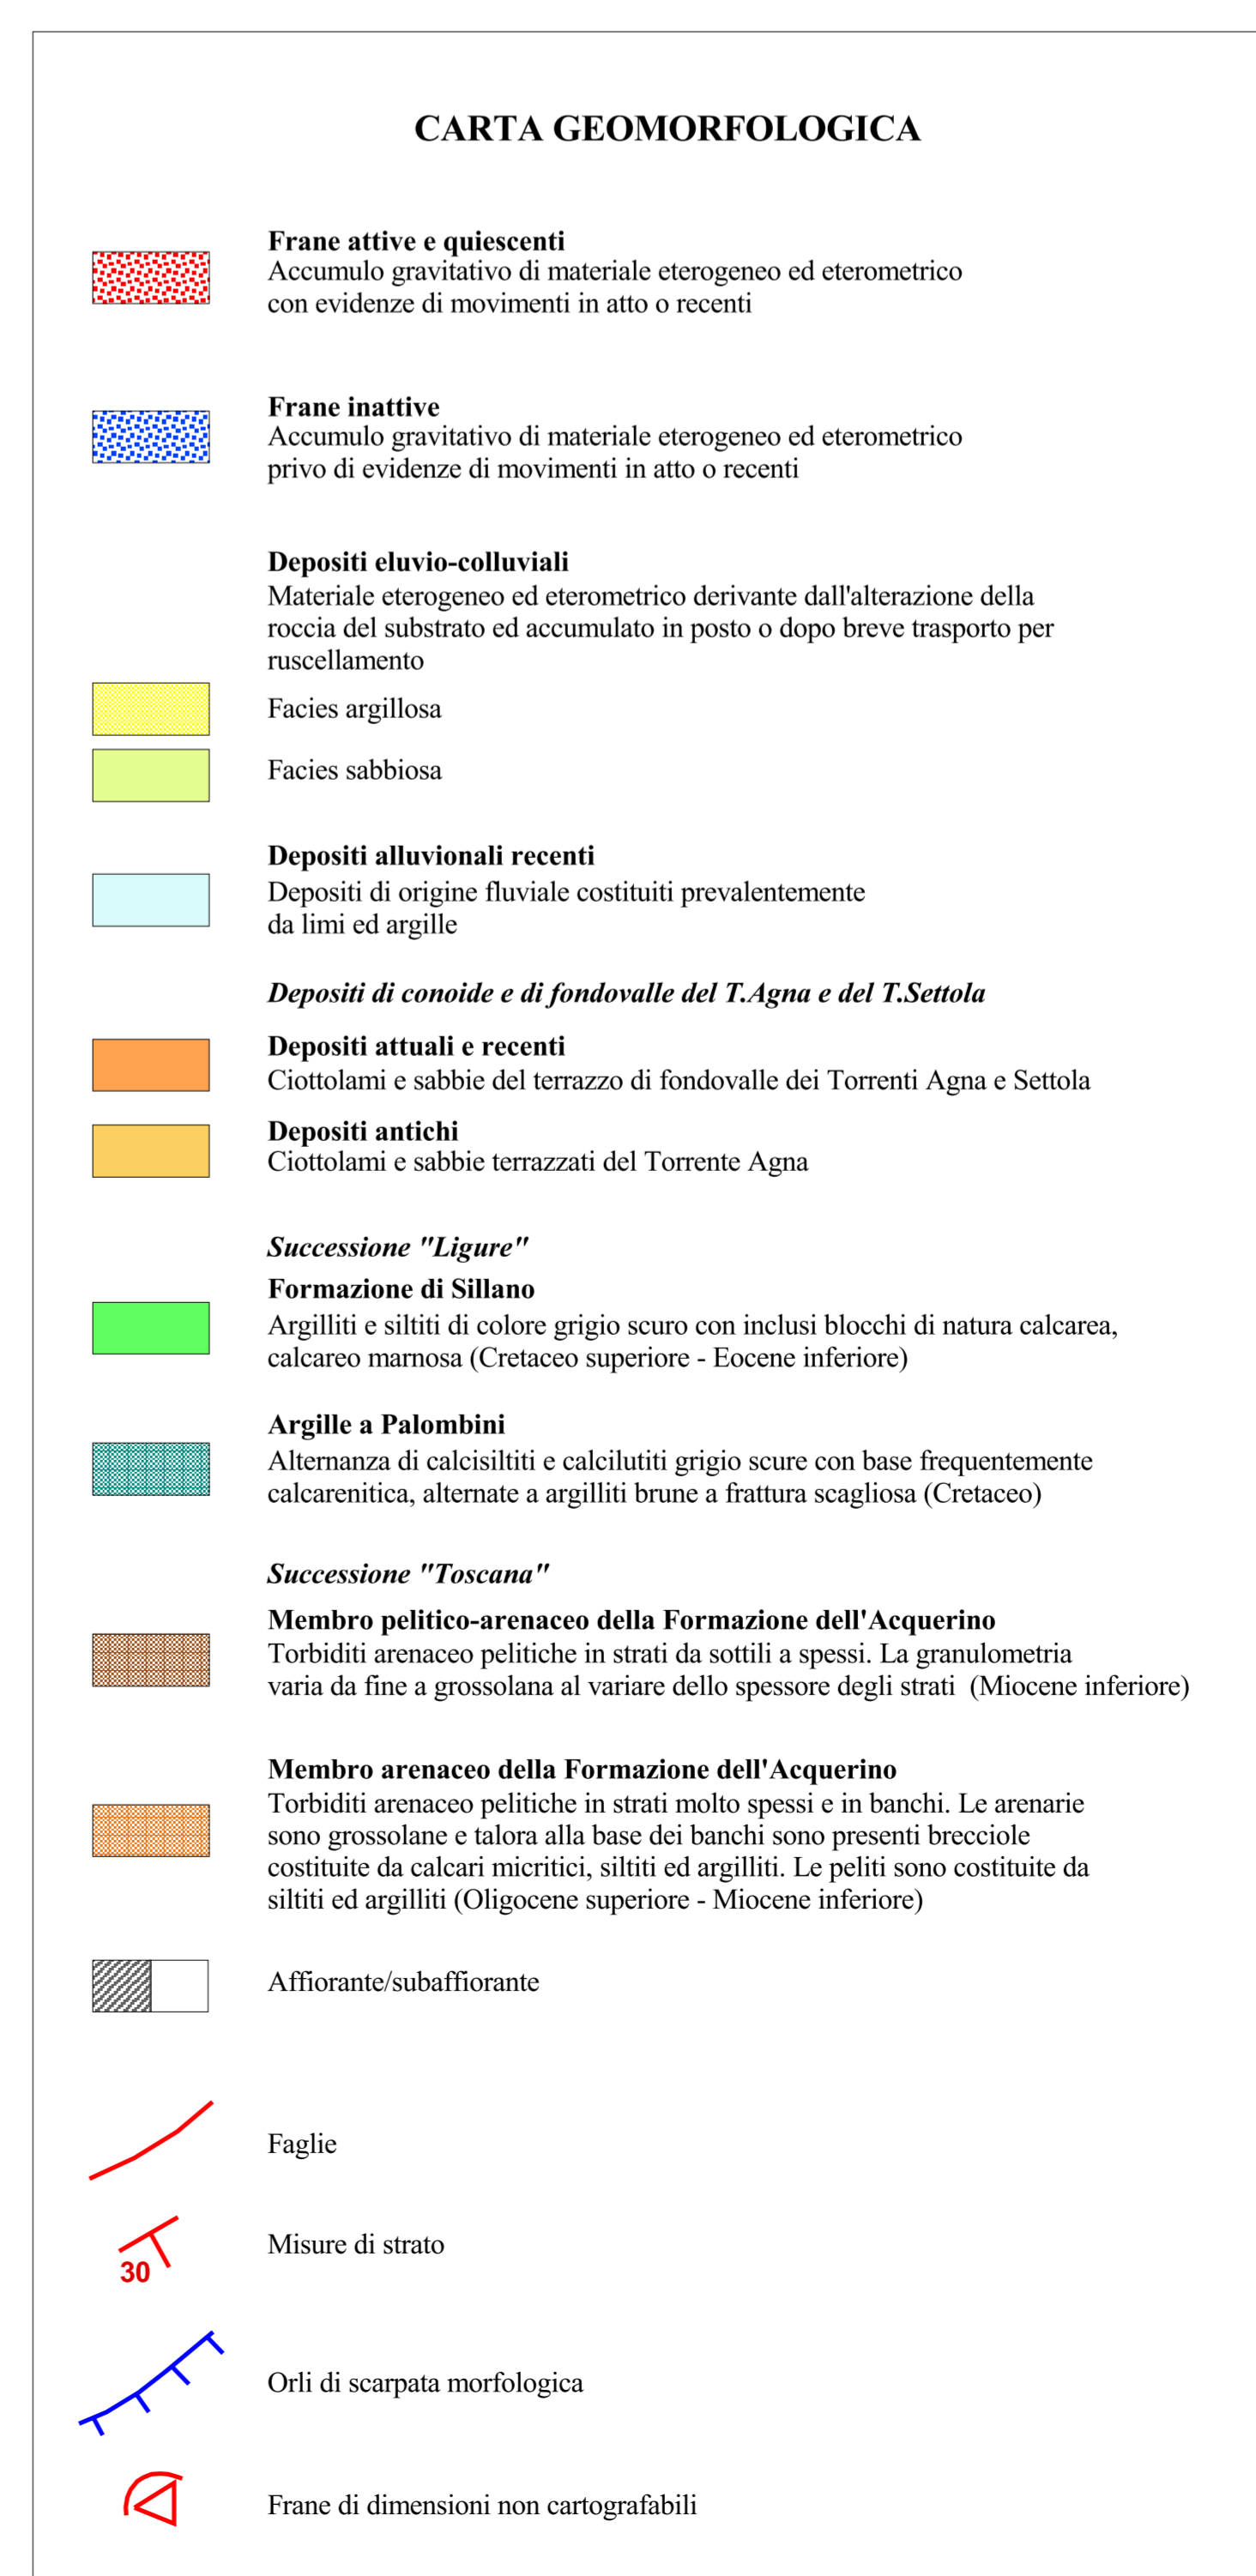 CARTA GEOMORFOLOGICA
Frane attive e quiescenti
Accumulo gravitativo di materiale eterogeneo ed eterometrico
con evidenze di movimenti in atto o recenti
Frane inattive
Accumulo gravitativo di materiale eterogeneo ed eterometrico
privo di evidenze di movimenti in atto o recenti
Depositi eluvio-colluviali
Materiale eterogeneo ed eterometrico derivante dall'alterazione della
roccia del substrato ed accumulato in posto o dopo breve trasporto per
ruscellamento
Facies argillosa
Facies sabbiosa
Depositi alluvionali recenti
Depositi di origine fluviale costituiti prevalentemente
da limi ed argille
Depositi di conoide e di fondovalle del T.Agna e del T.Settola
Depositi attuali e recenti
Ciottolami e sabbie del terrazzo di fondovalle dei Torrenti Agna e Settola
Depositi antichi
Ciottolami e sabbie terrazzati del Torrente Agna
Successione "Ligure"
Formazione di Sillano
Argilliti e siltiti di colore grigio scuro con inclusi blocchi di natura calcarea,
calcareo marnosa (Cretaceo superiore - Eocene inferiore)
Argille a Palombini
Alternanza di calcisiltiti e calcilutiti grigio scure con base frequentemente
calcarenitica, alternate a argilliti brune a frattura scagliosa (Cretaceo)
Successione "Toscana"
Membro pelitico-arenaceo della Formazione dell'Acquerino
Torbiditi arenaceo pelitiche in strati da sottili a spessi. La granulometria
varia da fine a grossolana al variare dello spessore degli strati  (Miocene inferiore)
Membro arenaceo della Formazione dell'Acquerino
Torbiditi arenaceo pelitiche in strati molto spessi e in banchi. Le arenarie
sono grossolane e talora alla base dei banchi sono presenti brecciole
costituite da calcari micritici, siltiti ed argilliti. Le peliti sono costituite da
siltiti ed argilliti (Oligocene superiore - Miocene inferiore)
Affiorante/subaffiorante
Faglie
30
Misure di strato
Orli di scarpata morfologica
Frane di dimensioni non cartografabili